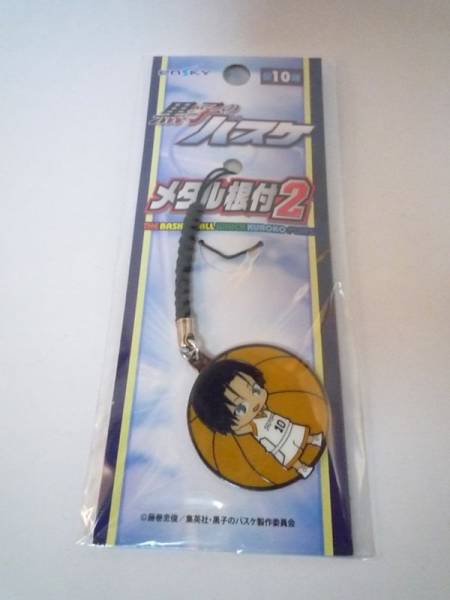 ensky
全10種
黒子の
バスケ
メタル根付2
THE BASKETBALL WHICH KUROKO
10
©藤巻忠俊／集英社・黒子のバスケ製作委員会